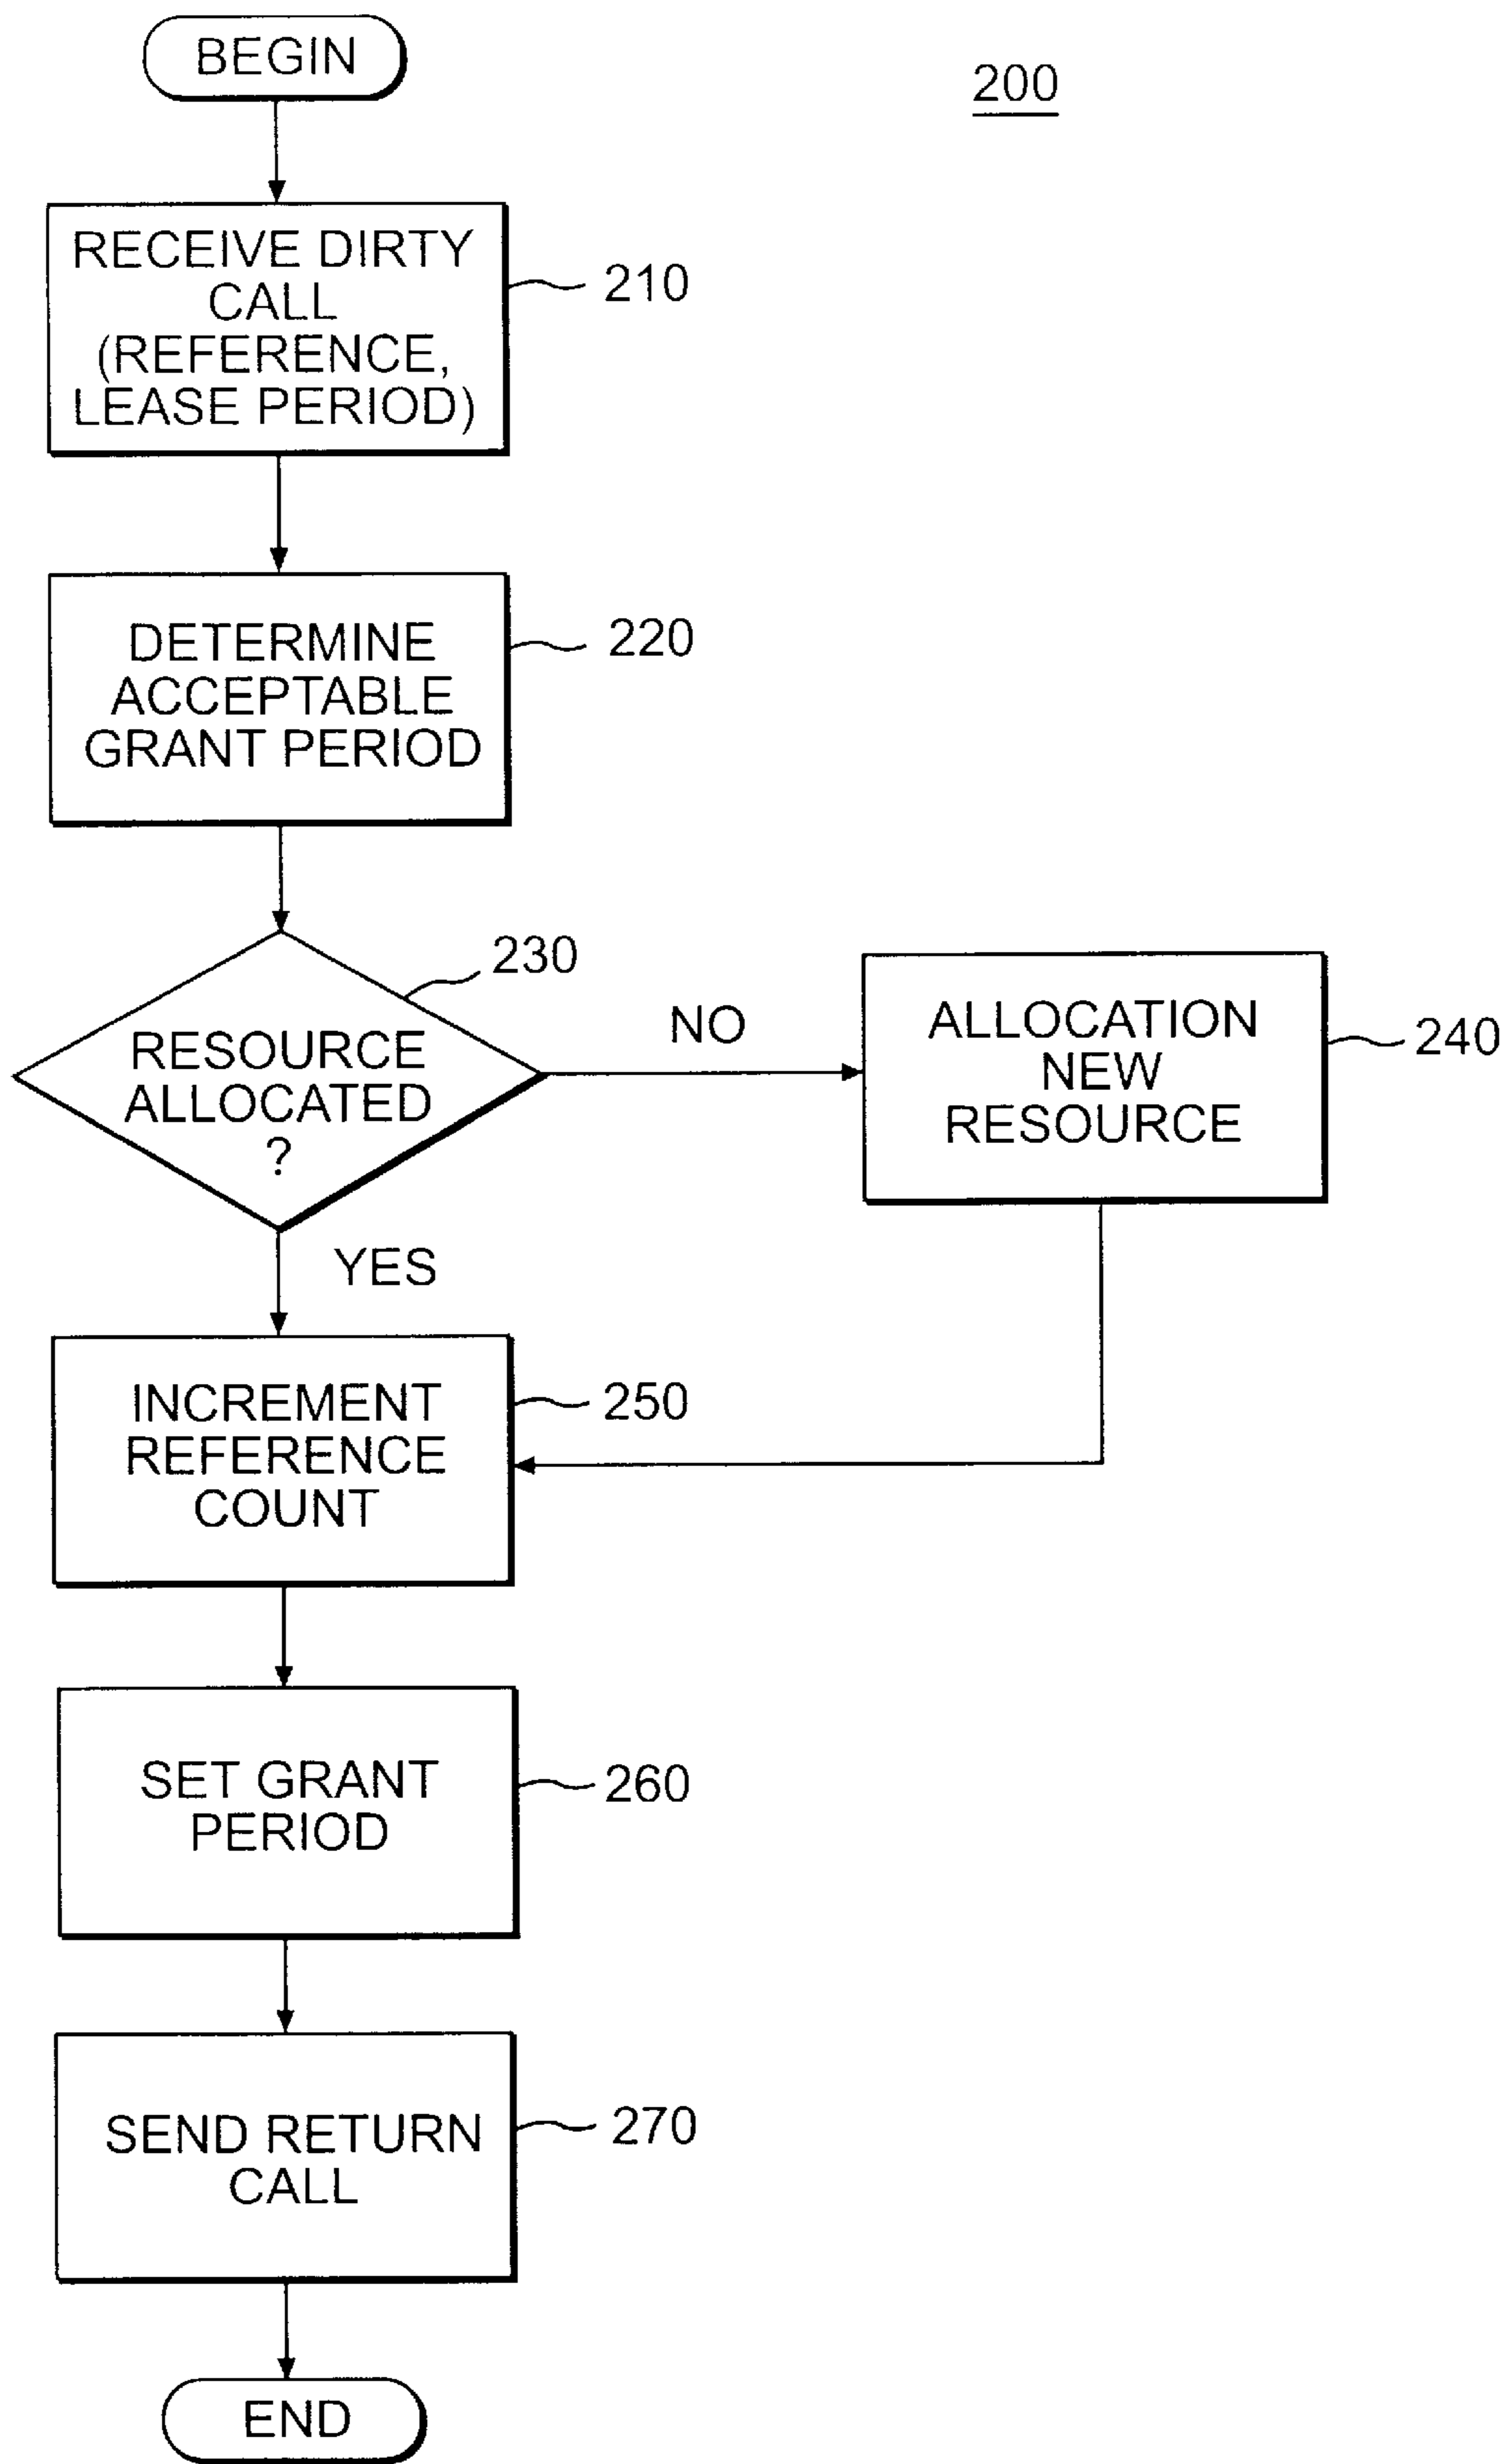 BEGIN
200
RECEIVE DIRTY
CALL
(REFERENCE,
LEASE PERIOD)
210
DETERMINE
ACCEPTABLE
GRANT PERIOD
220
230
RESOURCE
ALLOCATED
?
NO
ALLOCATION
NEW
RESOURCE
240
YES
INCREMENT
REFERENCE
COUNT
250
SET GRANT
PERIOD
260
SEND RETURN
CALL
270
END